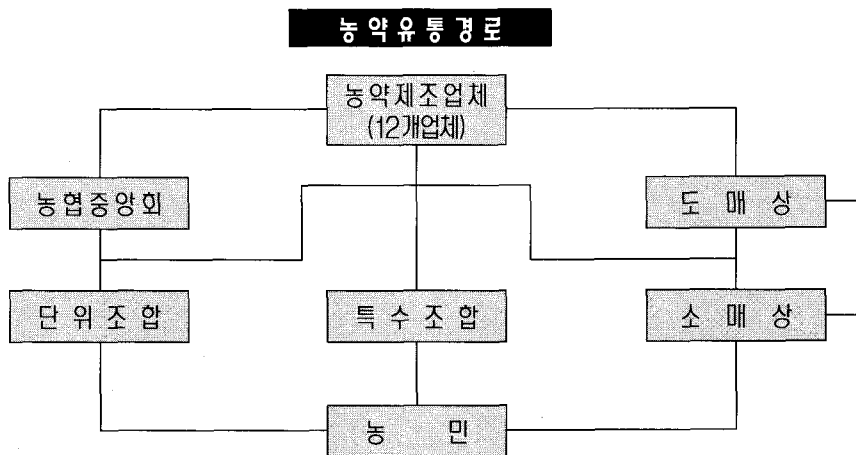 농약유통경로
농약제조업체
(12개업체)
농협중앙회
도매상
단위조합
특수조합
소매상
농민